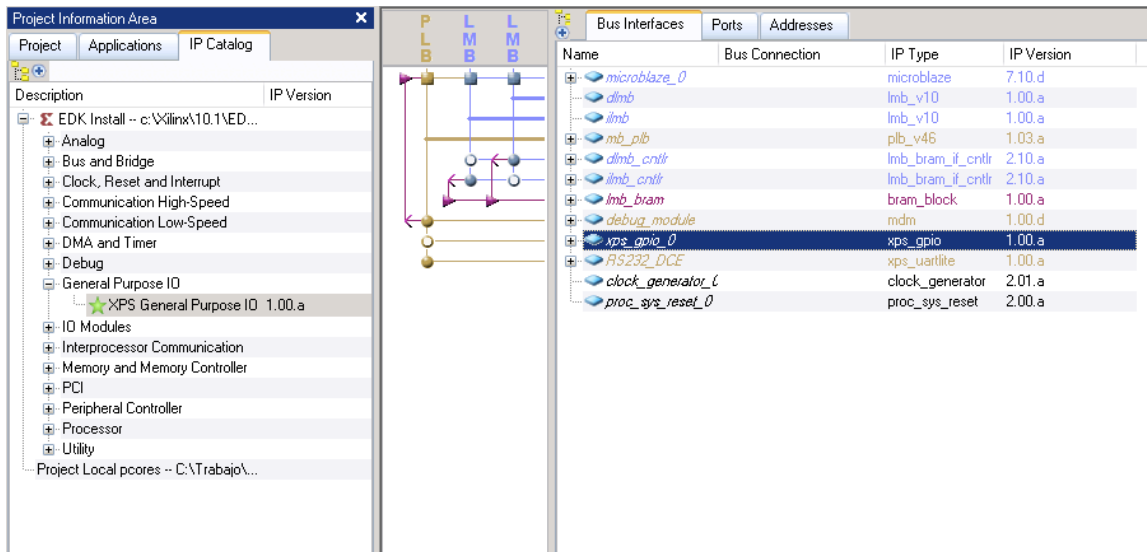 Project Information Area
Project Applications IP Catalog
Description IP Version
EDK Install -- c:\Xilinx\10.1\ED...
Analog
Bus and Bridge
Clock, Reset and Interrupt
Communication High-Speed
Communication Low-Speed
DMA and Timer
Debug
General Purpose IO
XPS General Purpose IO 1.00.a
IO Modules
Interprocessor Communication
Memory and Memory Controller
PCI
Peripheral Controller
Processor
Utility
Project Local pcores -- C:\Trabajo\...
PLB LMB LMB
Bus Interfaces Ports Addresses
Name Bus Connection IP Type IP Version
microblaze_0 microblaze 7.10.d
dlmb lmb_v10 1.00.a
ilmb lmb_v10 1.00.a
mb_plb plb_v46 1.03.a
dlmb_cntlr lmb_bram_if_cntlr 2.10.a
ilmb_cntlr lmb_bram_if_cntlr 2.10.a
lmb_bram bram_block 1.00.a
debug_module mdm 1.00.d
xps_gpio_0 xps_gpio 1.00.a
RS232_DCE xps_uartlite 1.00.a
clock_generator_0 clock_generator 2.01.a
proc_sys_reset_0 proc_sys_reset 2.00.a